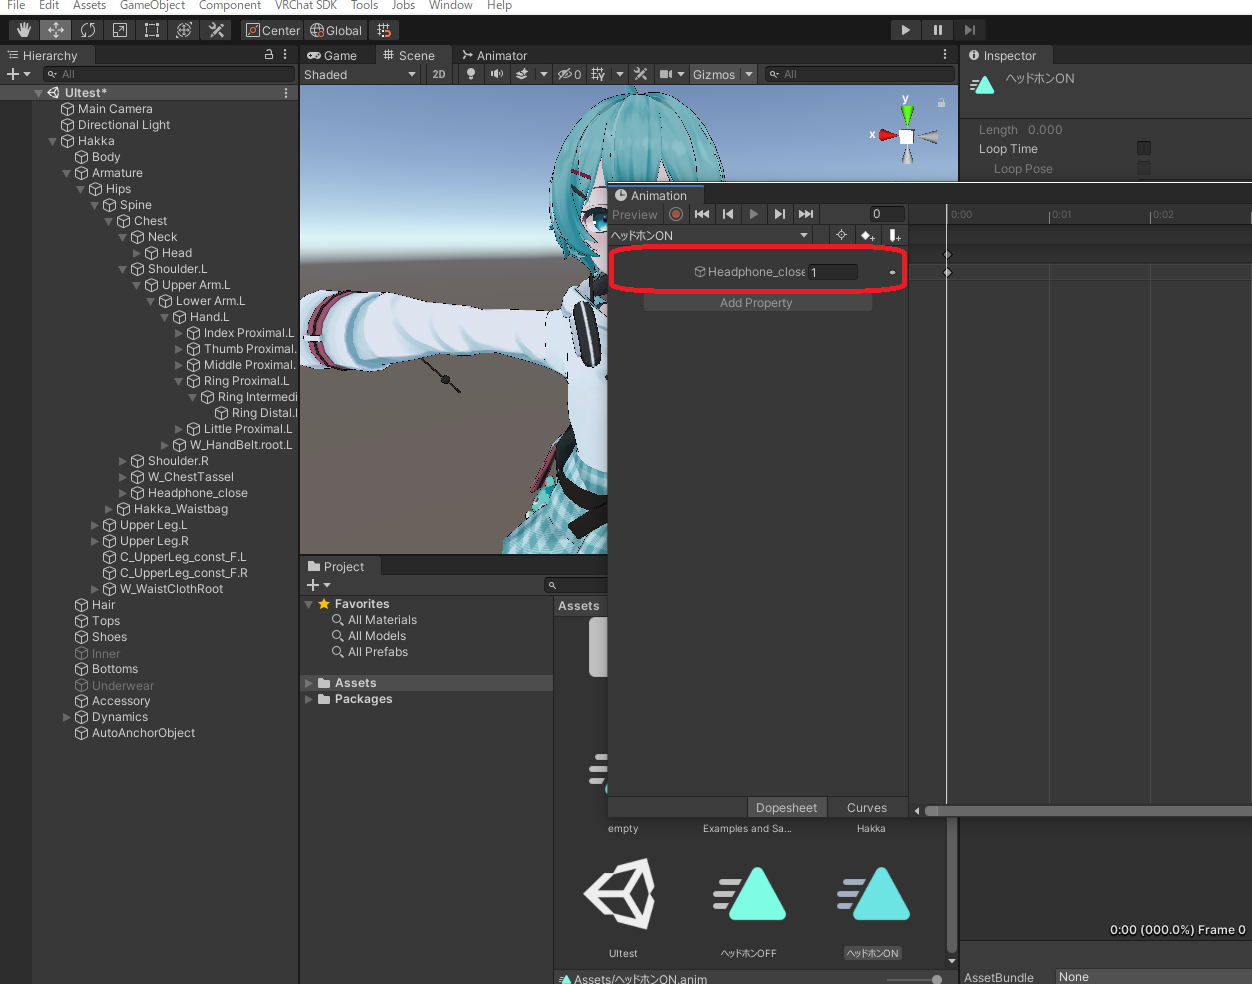 File Edit Assets GameObject Component VRChat SDK Tools Jobs Window Help
Center Global
Hierarchy
All
UItest*
Main Camera
Directional Light
Hakka
Body
Armature
Hips
Spine
Chest
Neck
Head
Shoulder.L
Upper Arm.L
Lower Arm.L
Hand.L
Index Proximal.L
Thumb Proximal.
Middle Proximal.
Ring Proximal.L
Ring Intermedi
Ring Distal.l
Little Proximal.L
W_HandBelt.root.L
Shoulder.R
W_ChestTassel
Headphone_close
Hakka_Waistbag
Upper Leg.L
Upper Leg.R
C_UpperLeg_const_F.L
C_UpperLeg_const_F.R
W_WaistClothRoot
Hair
Tops
Shoes
Inner
Bottoms
Underwear
Accessory
Dynamics
AutoAnchorObject
Game Scene Animator
Shaded 2D 0 Gizmos All
y
x
Inspector
ヘッドホンON
Length 0.000
Loop Time
Loop Pose
Animation
Preview 0 0:00 0:01 0:02
ヘッドホンON
Headphone_close 1
Add Property
Dopesheet Curves
Project
Favorites
All Materials
All Models
All Prefabs
Assets
Packages
Assets
empty Examples and Sa... Hakka
UItest ヘッドホンOFF ヘッドホンON
Assets/ヘッドホンON.anim
0:00 (000.0%) Frame 0
AssetBundle None